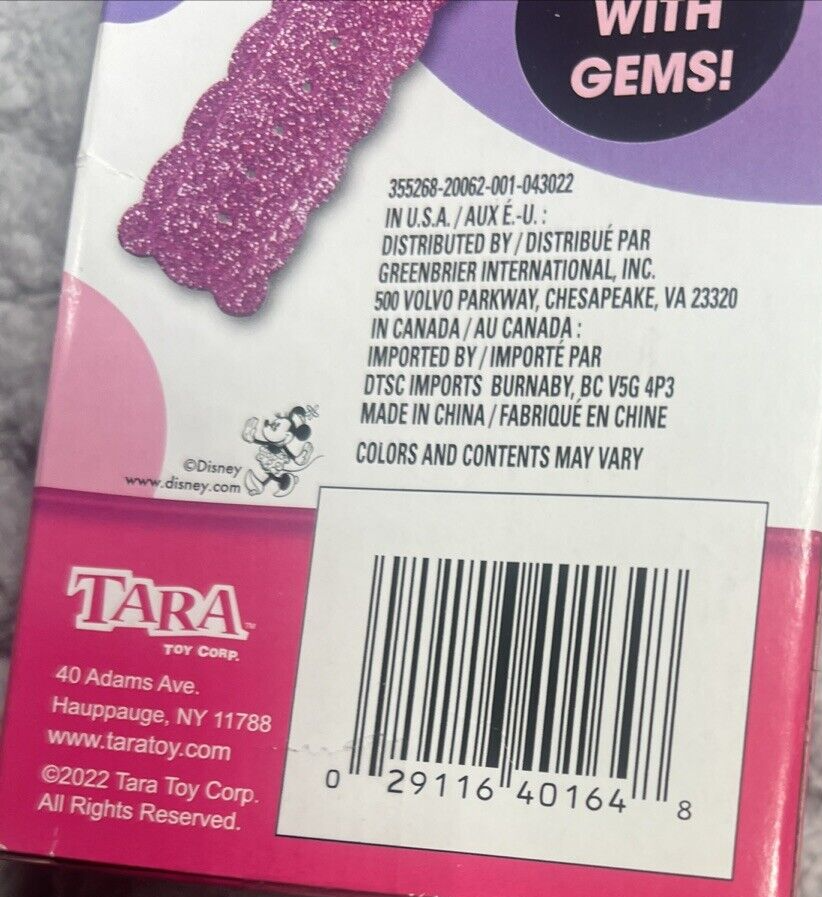 WITH
GEMS!
355268-20062-001-043022
IN U.S.A. / AUX É.-U. :
DISTRIBUTED BY / DISTRIBUÉ PAR
GREENBRIER INTERNATIONAL, INC.
500 VOLVO PARKWAY, CHESAPEAKE, VA 23320
IN CANADA / AU CANADA :
IMPORTED BY / IMPORTÉ PAR
DTSC IMPORTS BURNABY, BC V5G 4P3
MADE IN CHINA / FABRIQUÉ EN CHINE
COLORS AND CONTENTS MAY VARY
©Disney
www.disney.com
TARA™
TOY CORP.
40 Adams Ave.
Hauppauge, NY 11788
www.taratoy.com
©2022 Tara Toy Corp.
All Rights Reserved.
0 29116 40164 8